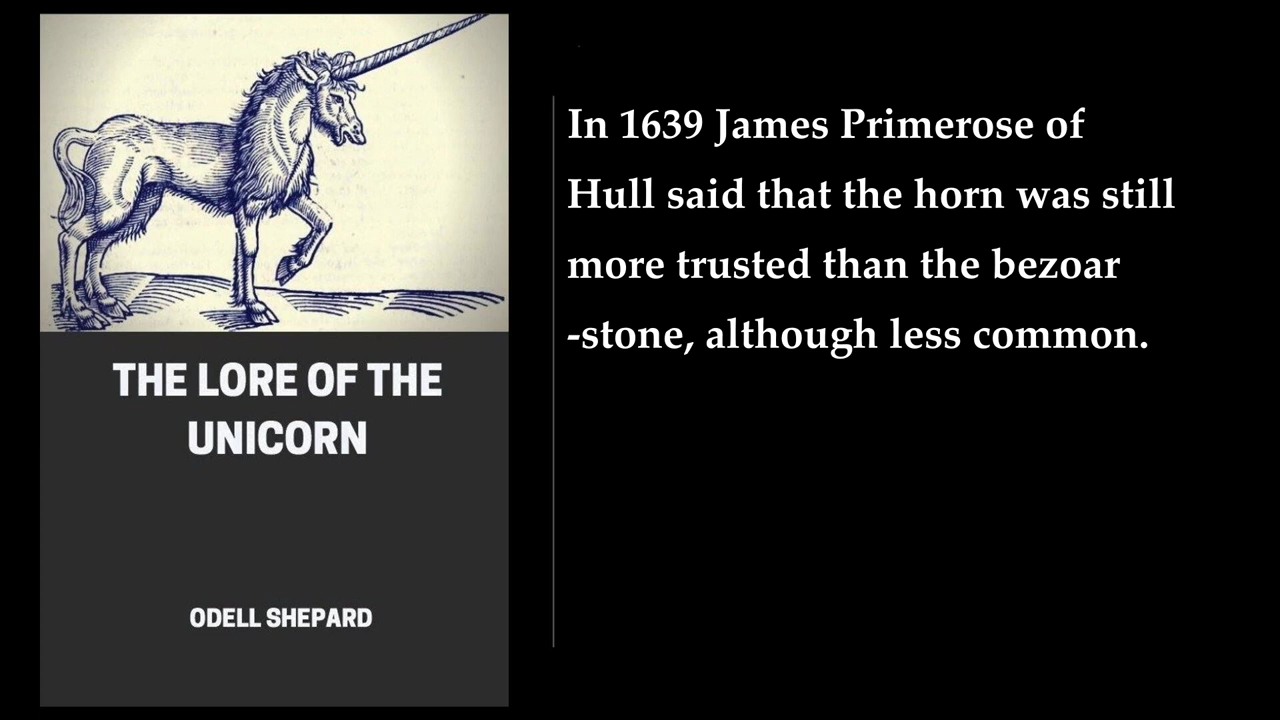 THE LORE OF THE
UNICORN
ODELL SHEPARD
In 1639 James Primerose of
Hull said that the horn was still
more trusted than the bezoar
-stone, although less common.